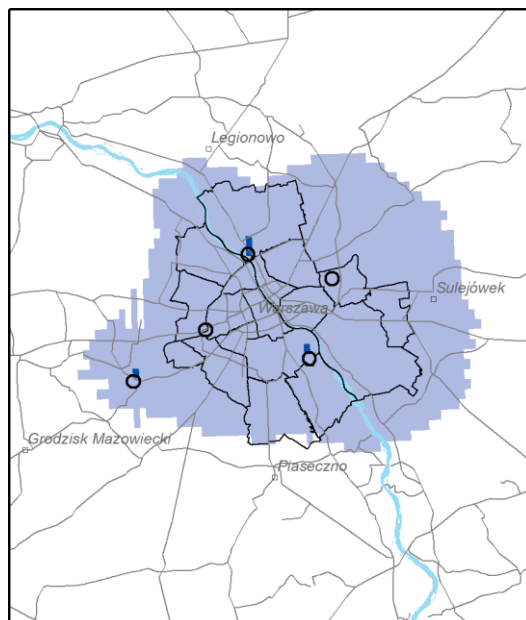 Legionowo
Sulejówek
Warszawa
Grodzisk Mazowiecki
Piaseczno